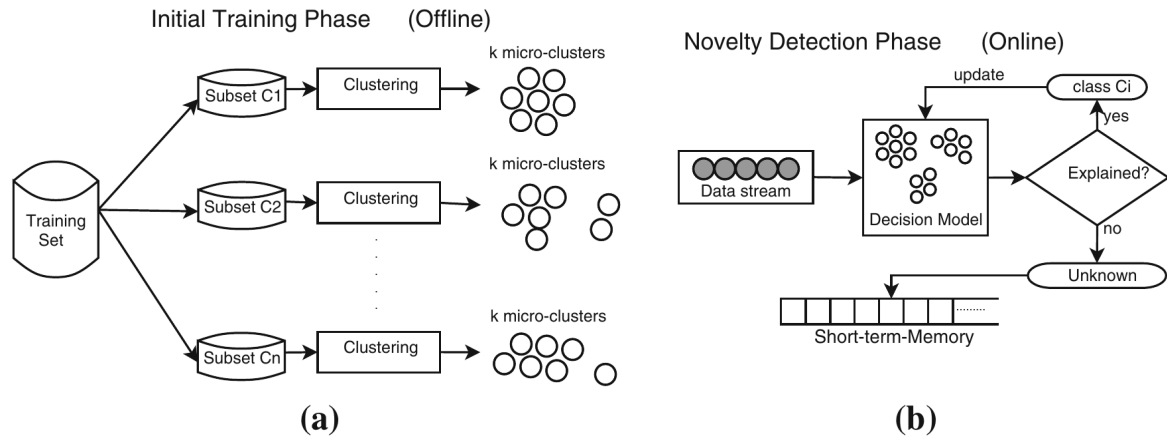 Initial Training Phase (Offline)
k micro-clusters
Subset C1
Clustering
k micro-clusters
Training
Set
Subset C2
Clustering
k micro-clusters
Subset Cn
Clustering
(a)
Novelty Detection Phase (Online)
update
class Ci
yes
Data stream
Decision Model
Explained?
no
Unknown
Short-term-Memory
(b)